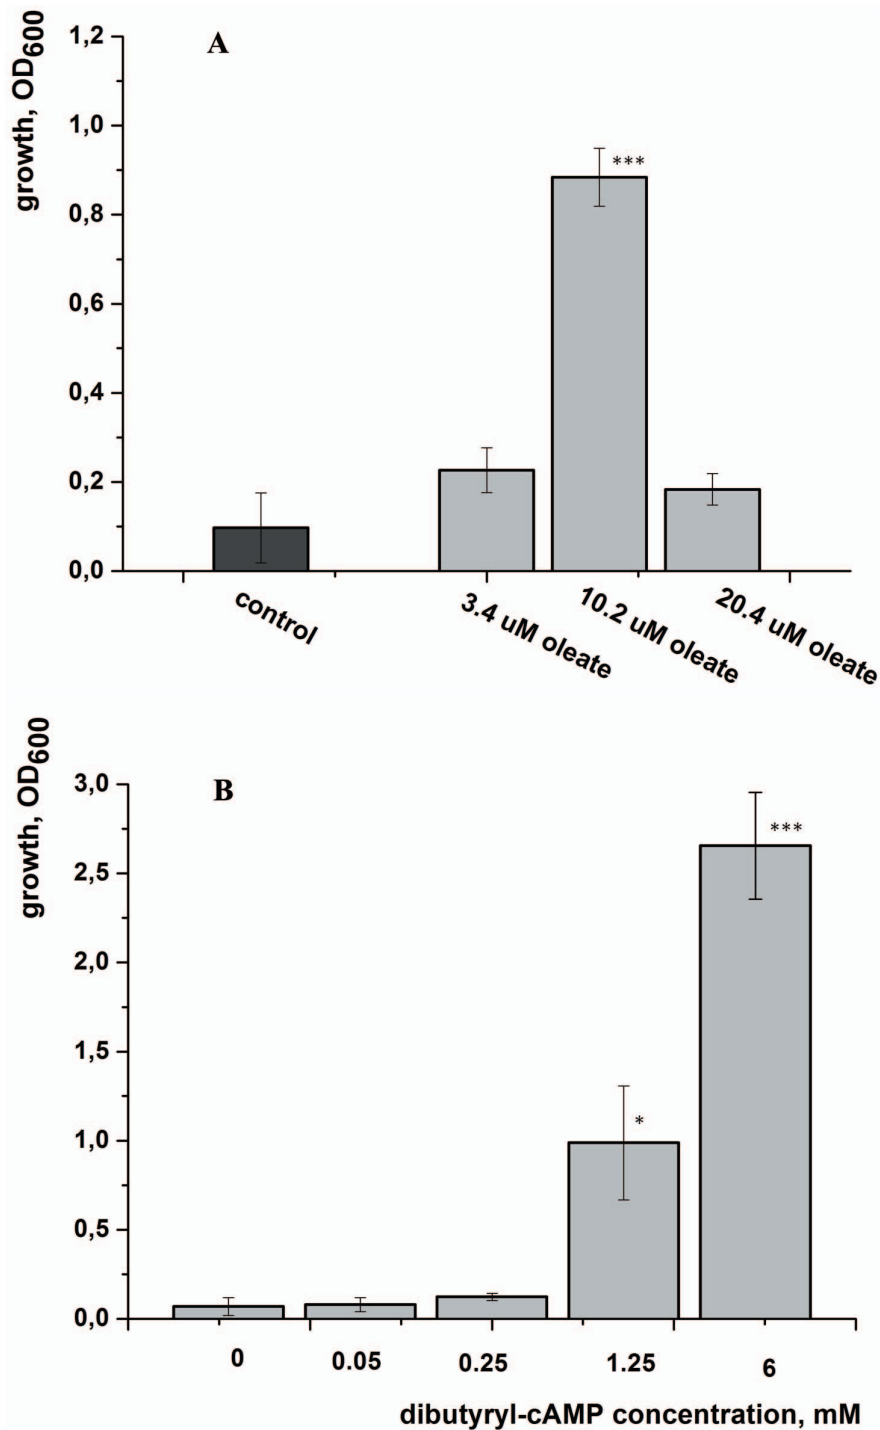 A
growth, OD600
1,2
1,0
0,8
0,6
0,4
0,2
0,0
***
control
3.4 uM oleate
10.2 uM oleate
20.4 uM oleate
B
growth, OD600
3,0
2,5
2,0
1,5
1,0
0,5
0,0
*
***
0 0.05 0.25 1.25 6
dibutyryl-cAMP concentration, mM